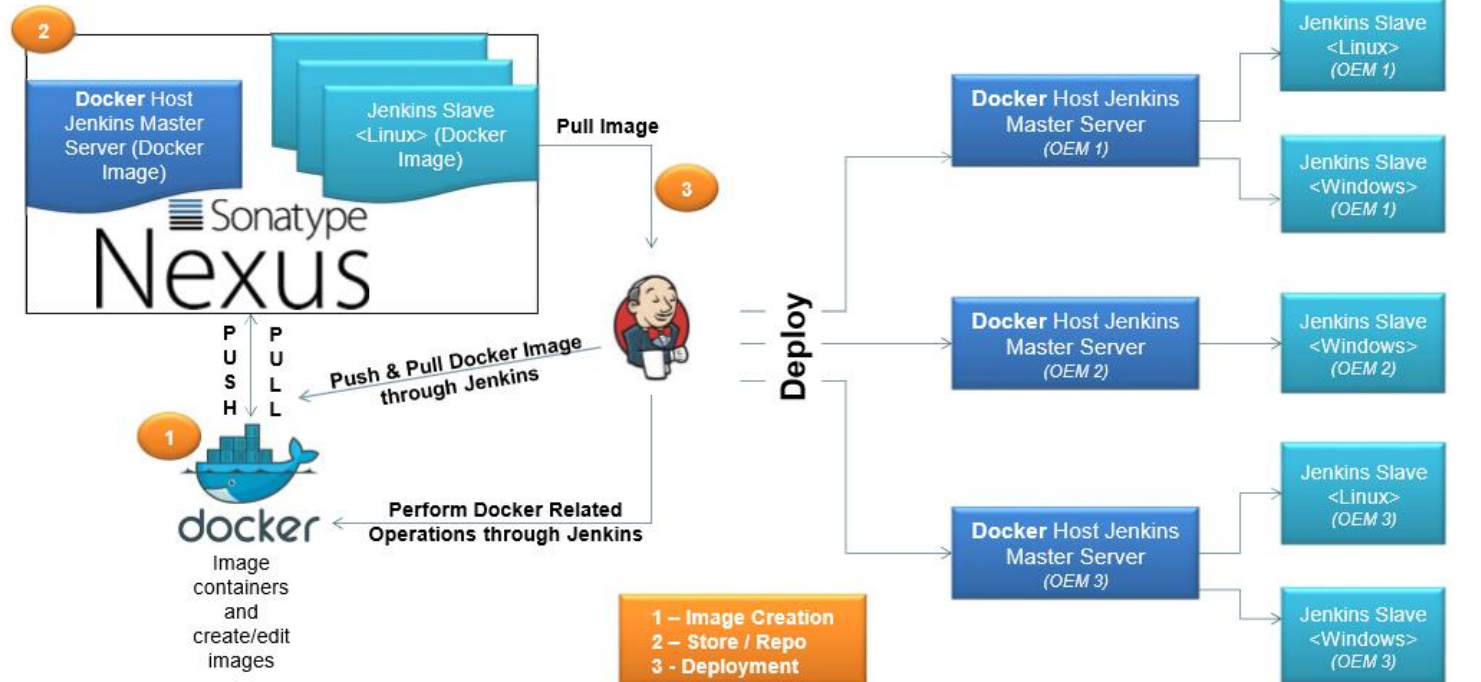 2
Docker Host
Jenkins Master
Server (Docker
Image)
Jenkins Slave
<Linux> (Docker
Image)
Sonatype
Nexus
Pull Image
3
PUSH
PULL
Push & Pull Docker Image
through Jenkins
1
docker
Image
containers
and
create/edit
images
Perform Docker Related
Operations through Jenkins
Deploy
1 – Image Creation
2 – Store / Repo
3 - Deployment
Docker Host Jenkins
Master Server
(OEM 1)
Jenkins Slave
<Linux>
(OEM 1)
Jenkins Slave
<Windows>
(OEM 1)
Docker Host Jenkins
Master Server
(OEM 2)
Jenkins Slave
<Windows>
(OEM 2)
Docker Host Jenkins
Master Server
(OEM 3)
Jenkins Slave
<Linux>
(OEM 3)
Jenkins Slave
<Windows>
(OEM 3)